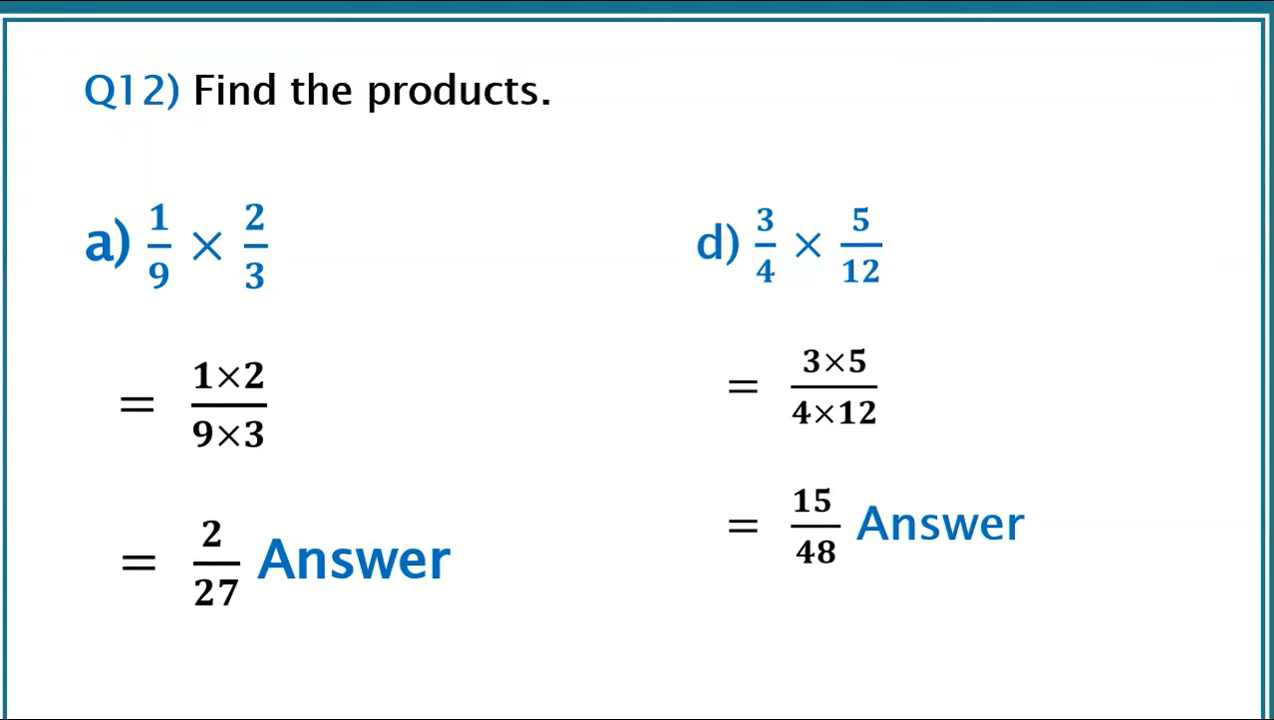 Q12) Find the products.
a) 1/9 × 2/3
= 1×2/9×3
= 2/27 Answer
d) 3/4 × 5/12
= 3×5/4×12
= 15/48 Answer